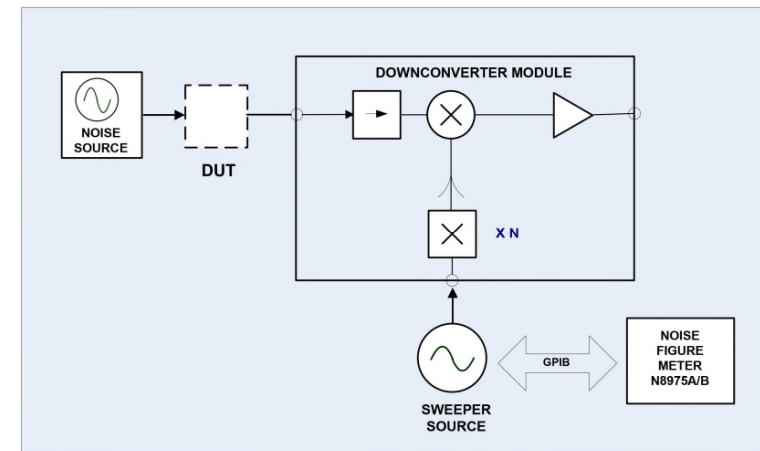 DOWNCONVERTER MODULE
NOISE
SOURCE
DUT
X N
SWEEPER
SOURCE
GPIB
NOISE
FIGURE
METER
N8975A/B